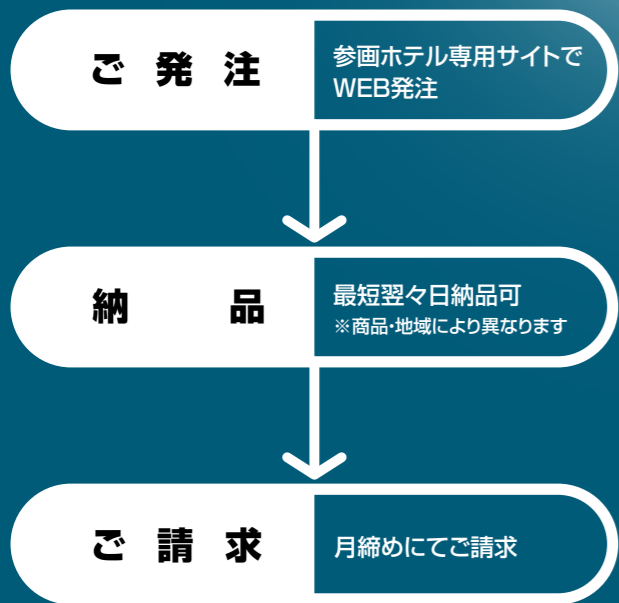 ご発注
参画ホテル専用サイトで
WEB発注
納品
最短翌々日納品可
※商品・地域により異なります
ご請求
月締めにてご請求